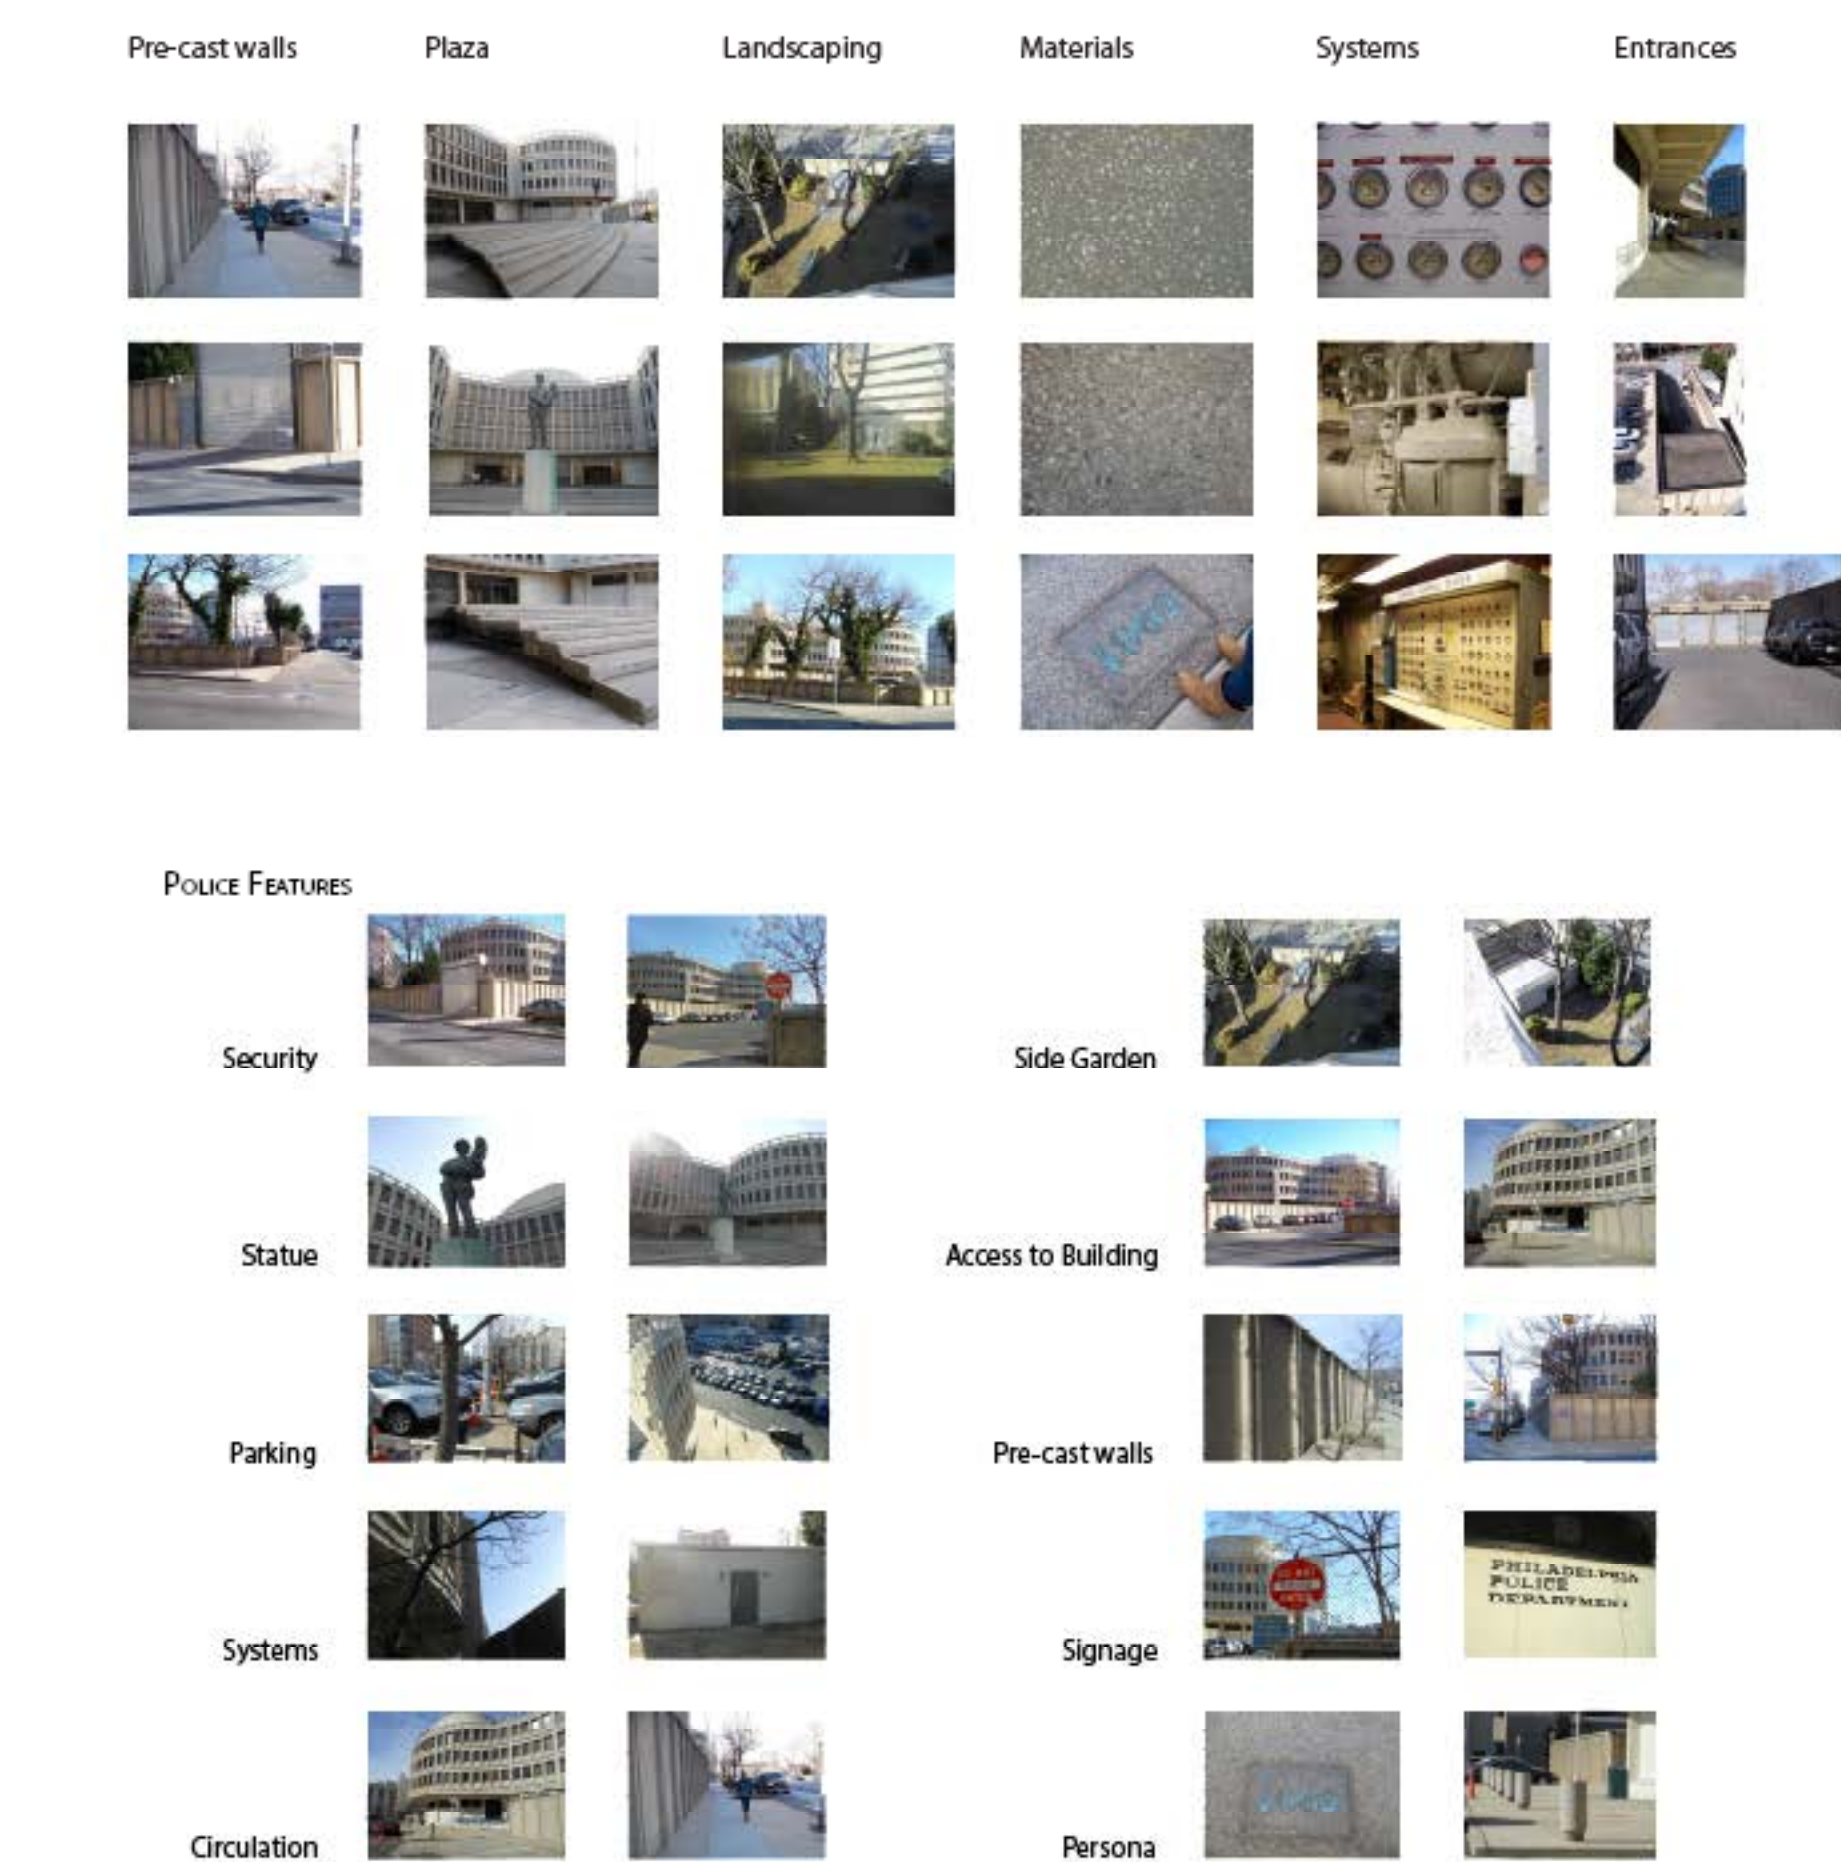 Pre-cast walls
Plaza
Landscaping
Materials
Systems
Entrances
POLICE FEATURES
Security
Side Garden
Statue
Access to Building
Parking
Pre-cast walls
Systems
Signage
PHILADELPHIA
POLICE
DEPARTMENT
Circulation
Persona